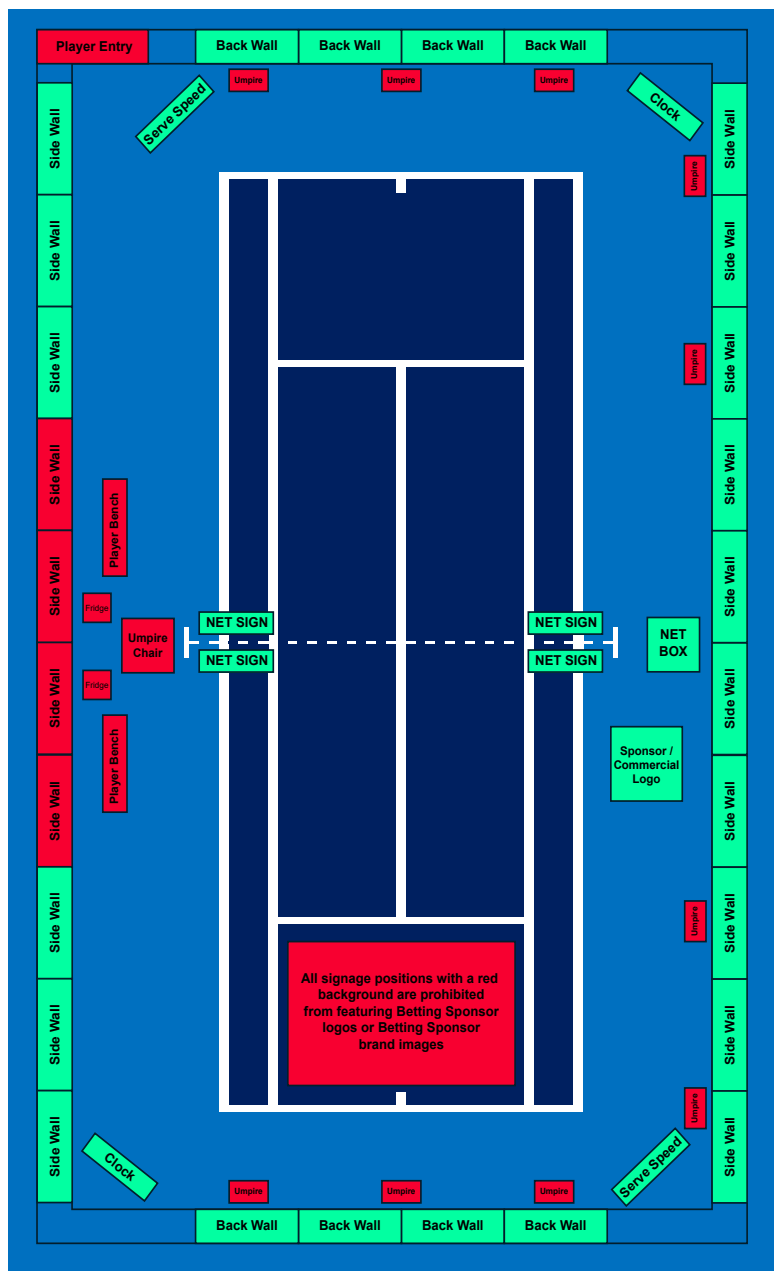 Player Entry
Back Wall
Back Wall
Back Wall
Back Wall
Umpire
Umpire
Umpire
Serve Speed
Clock
Side Wall
Side Wall
Umpire
Side Wall
Side Wall
Side Wall
Side Wall
Umpire
Side Wall
Side Wall
Player Bench
Side Wall
Side Wall
Fridge
NET SIGN
NET SIGN
Umpire
Chair
NET
BOX
NET SIGN
NET SIGN
Side Wall
Side Wall
Fridge
Player Bench
Sponsor /
Commercial
Logo
Side Wall
Side Wall
Side Wall
Side Wall
Umpire
All signage positions with a red
background are prohibited
from featuring Betting Sponsor
logos or Betting Sponsor
brand images
Side Wall
Side Wall
Umpire
Side Wall
Side Wall
Clock
Serve Speed
Umpire
Umpire
Umpire
Back Wall
Back Wall
Back Wall
Back Wall